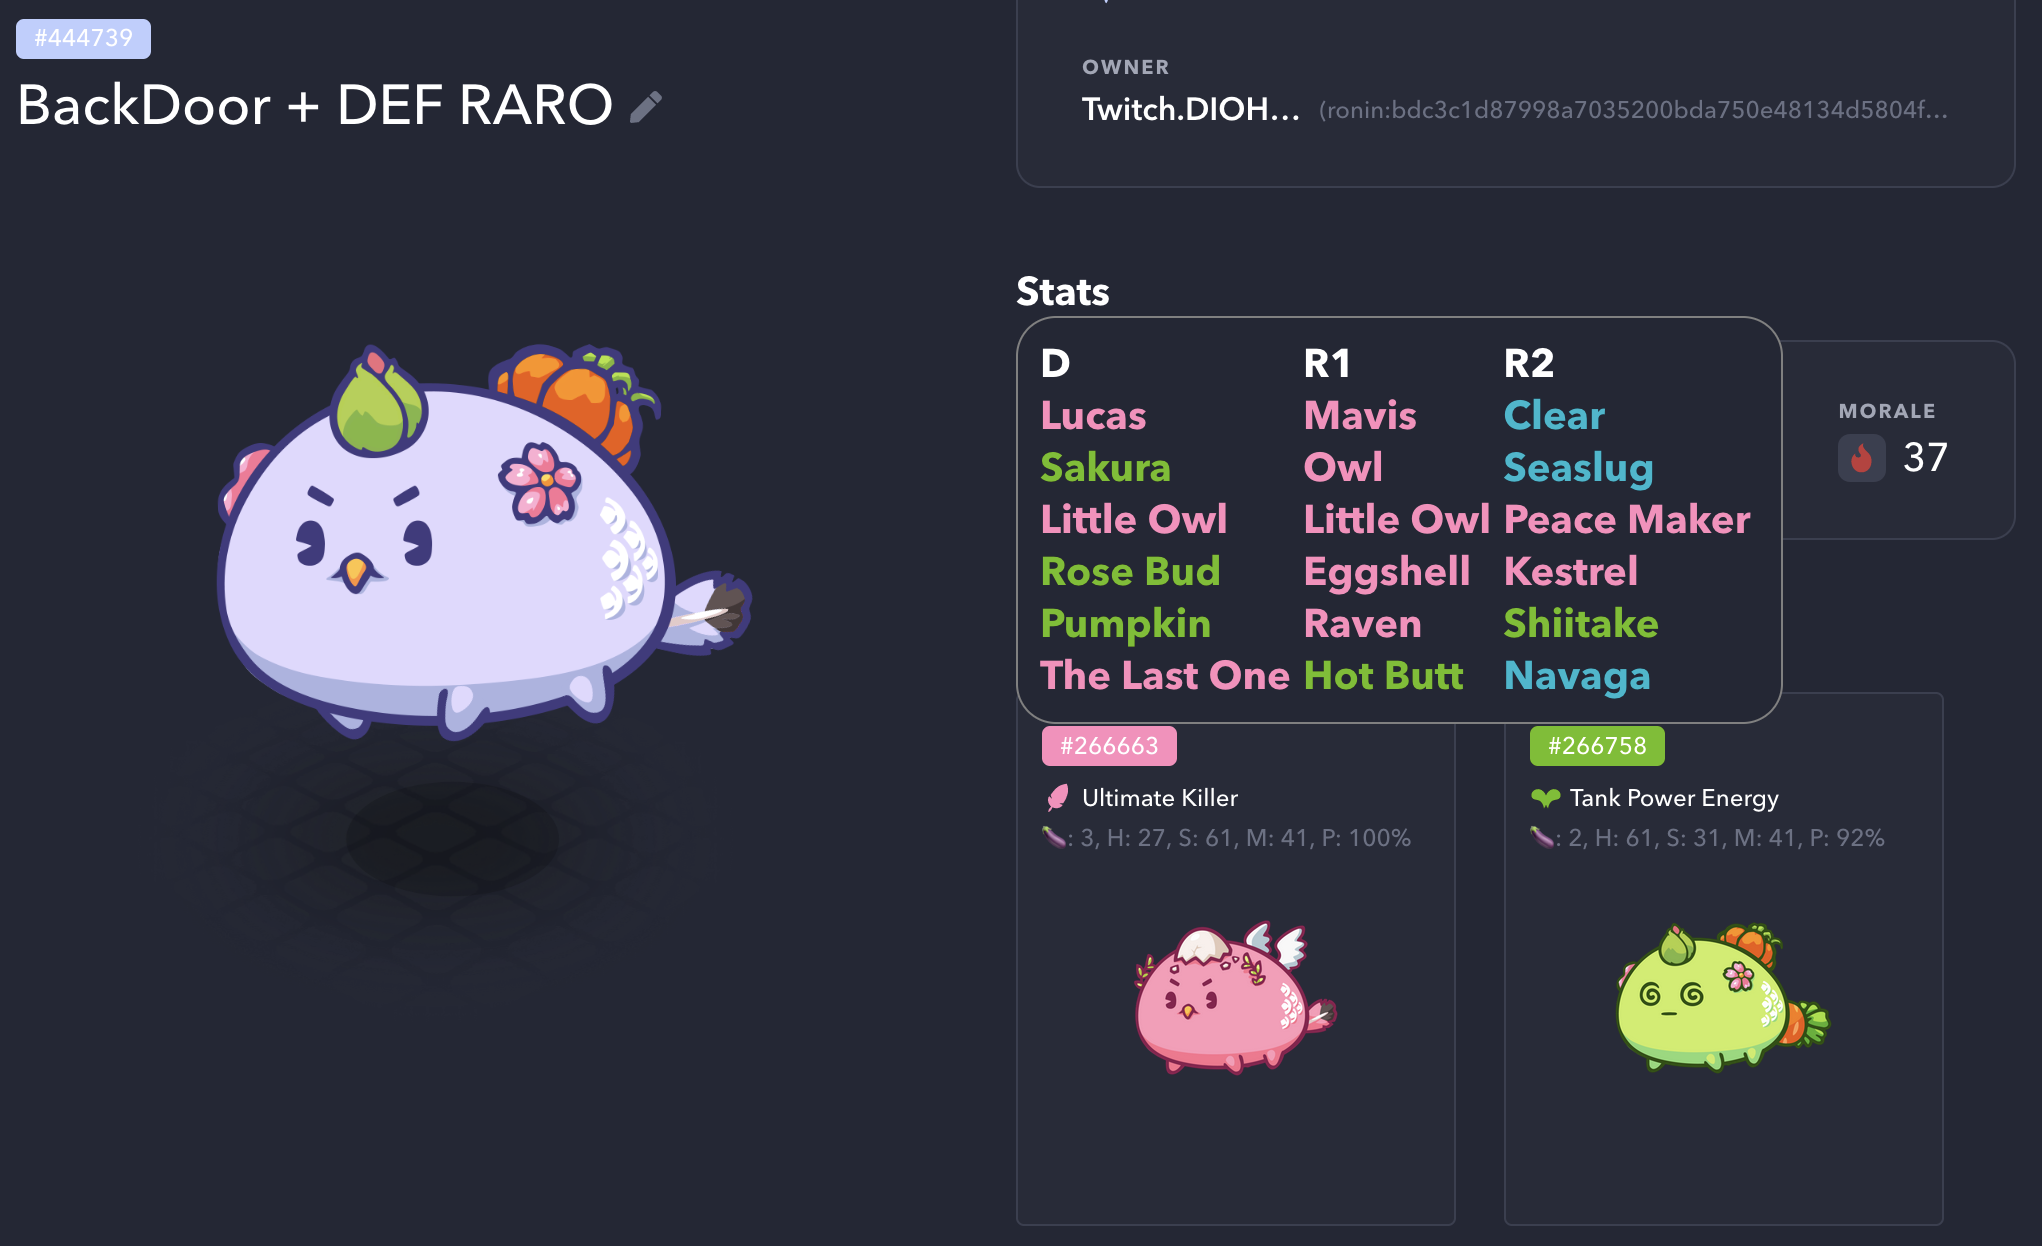 #444739
BackDoor + DEF RARO
OWNER
Twitch.DIOH... (ronin:bdc3c1d87998a7035200bda750e48134d5804f...
Stats
D R1 R2
Lucas Mavis Clear
Sakura Owl Seaslug
Little Owl Little Owl Peace Maker
Rose Bud Eggshell Kestrel
Pumpkin Raven Shiitake
The Last One Hot Butt Navaga
MORALE
37
#266663
Ultimate Killer
🍆: 3, H: 27, S: 61, M: 41, P: 100%
#266758
Tank Power Energy
🍆: 2, H: 61, S: 31, M: 41, P: 92%